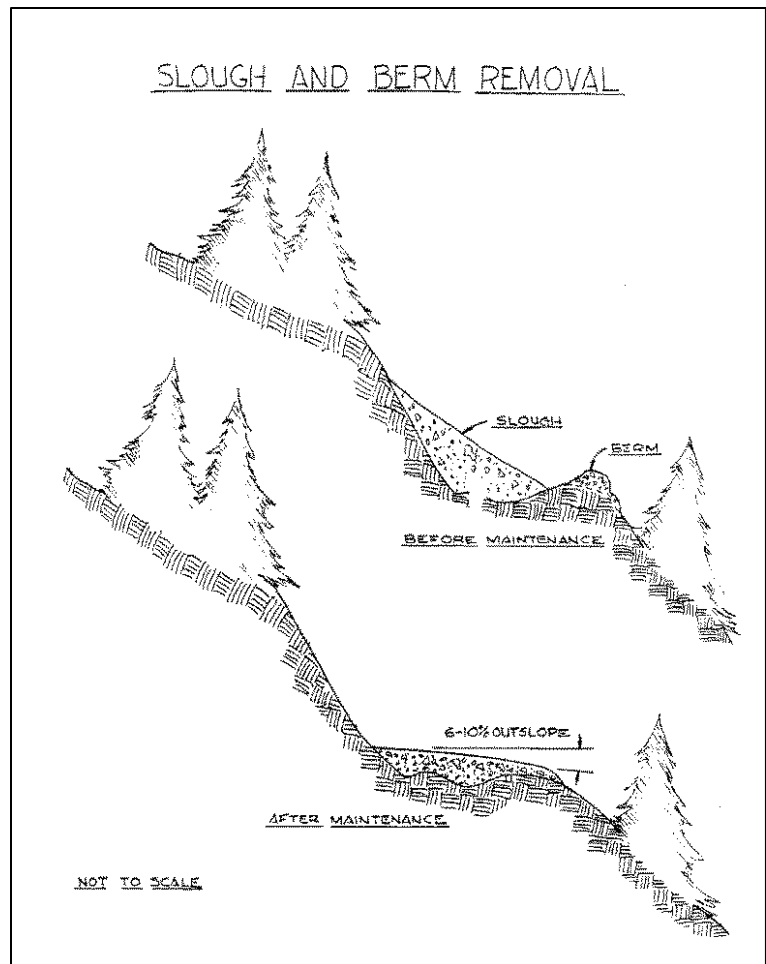 SLOUGH AND BERM REMOVAL
SLOUGH
BERM
BEFORE MAINTENANCE
6-10% OUTSLOPE
AFTER MAINTENANCE
NOT TO SCALE